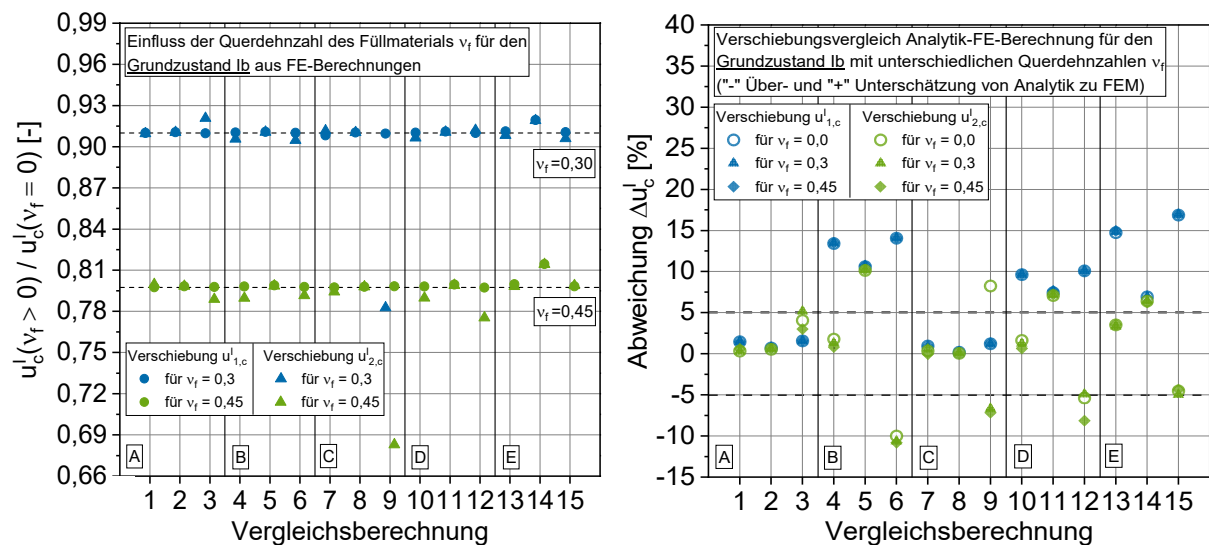 0,99
0,96
0,93
0,90
0,87
0,84
0,81
0,78
0,75
0,72
0,69
0,66
u_c^I(ν_f > 0) / u_c^I(ν_f = 0) [-]
Einfluss der Querdehnzahl des Füllmaterials ν_f für den
Grundzustand Ib aus FE-Berechnungen
ν_f=0,30
ν_f=0,45
Verschiebung u^I_1,c
Verschiebung u^I_2,c
für ν_f = 0,3
für ν_f = 0,3
für ν_f = 0,45
für ν_f = 0,45
A B C D E
1 2 3 4 5 6 7 8 9 10 11 12 13 14 15
Vergleichsberechnung
40
35
30
25
20
15
10
5
0
-5
-10
-15
Abweichung Δu_c^I [%]
Verschiebungsvergleich Analytik-FE-Berechnung für den
Grundzustand Ib mit unterschiedlichen Querdehnzahlen ν_f
("-" Über- und "+" Unterschätzung von Analytik zu FEM)
Verschiebung u^I_1,c
Verschiebung u^I_2,c
für ν_f = 0,0
für ν_f = 0,0
für ν_f = 0,3
für ν_f = 0,3
für ν_f = 0,45
für ν_f = 0,45
A B C D E
1 2 3 4 5 6 7 8 9 10 11 12 13 14 15
Vergleichsberechnung